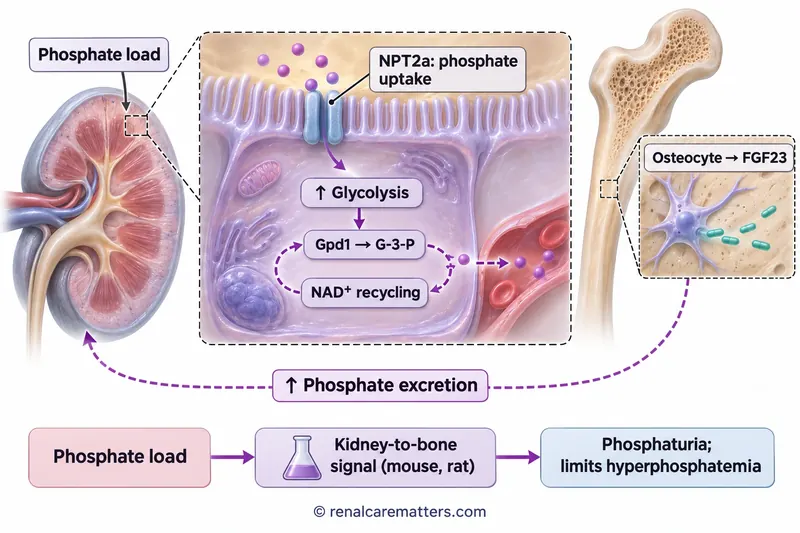 Phosphate load
NPT2a: phosphate
uptake
↑ Glycolysis
Gpd1 → G-3-P
NAD⁺ recycling
Osteocyte → FGF23
↑ Phosphate excretion
Phosphate load
Kidney-to-bone
signal (mouse, rat)
Phosphaturia;
limits hyperphosphatemia
© renalcarematters.com